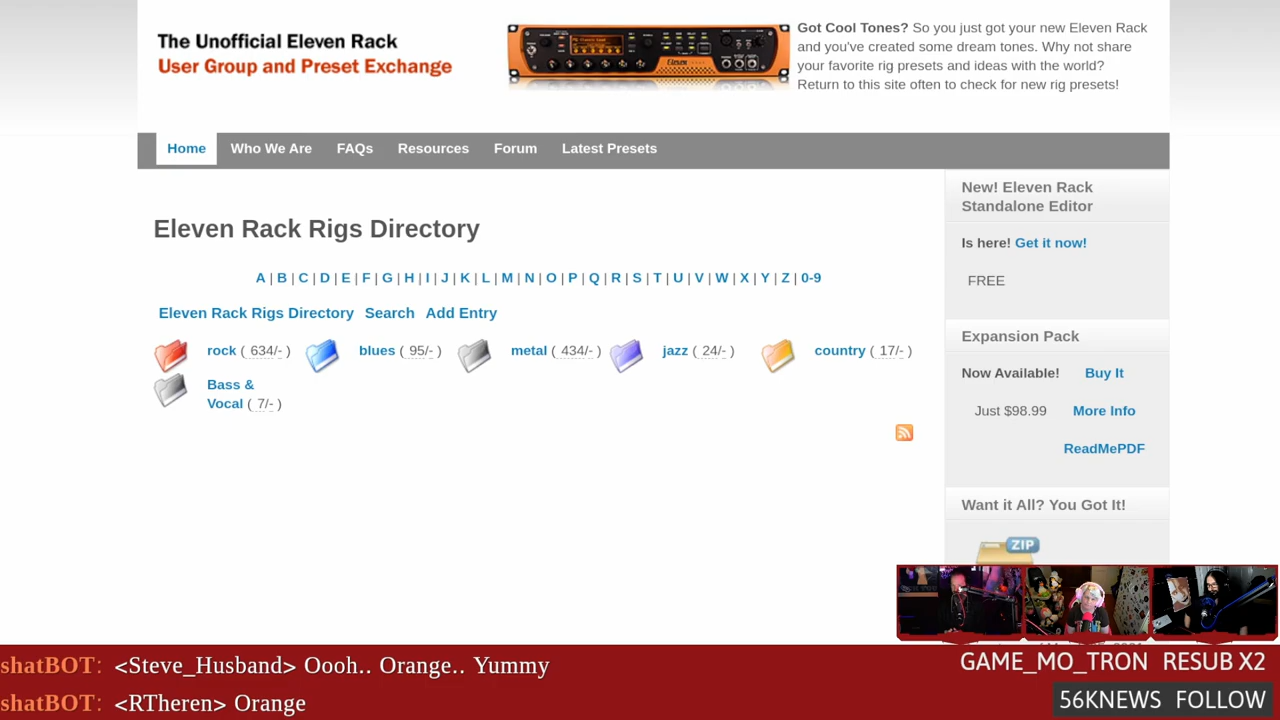 The Unofficial Eleven Rack
User Group and Preset Exchange
Got Cool Tones? So you just got your new Eleven Rack
and you've created some dream tones. Why not share
your favorite rig presets and ideas with the world?
Return to this site often to check for new rig presets!
Home Who We Are FAQs Resources Forum Latest Presets
Eleven Rack Rigs Directory
A | B | C | D | E | F | G | H | I | J | K | L | M | N | O | P | Q | R | S | T | U | V | W | X | Y | Z | 0-9
Eleven Rack Rigs Directory Search Add Entry
rock ( 634/- ) blues ( 95/- ) metal ( 434/- ) jazz ( 24/- ) country ( 17/- )
Bass &
Vocal ( 7/- )
New! Eleven Rack
Standalone Editor
Is here! Get it now!
FREE
Expansion Pack
Now Available! Buy It
Just $98.99 More Info
ReadMePDF
Want it All? You Got It!
ZIP
shatBOT: <Steve_Husband> Oooh.. Orange.. Yummy
shatBOT: <RTheren> Orange
GAME_MO_TRON RESUB X2
56KNEWS FOLLOW